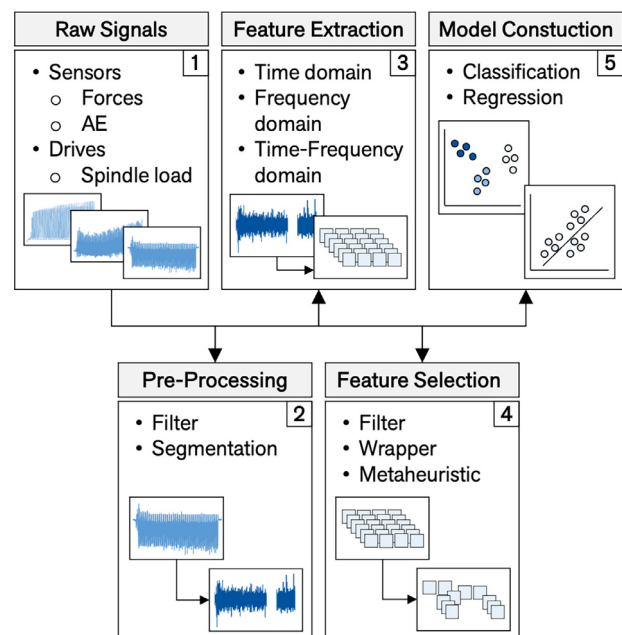 Raw Signals
1
• Sensors
○ Forces
○ AE
• Drives
○ Spindle load
Feature Extraction
3
• Time domain
• Frequency
domain
• Time-Frequency
domain
Model Constuction
5
• Classification
• Regression
Pre-Processing
2
• Filter
• Segmentation
Feature Selection
4
• Filter
• Wrapper
• Metaheuristic